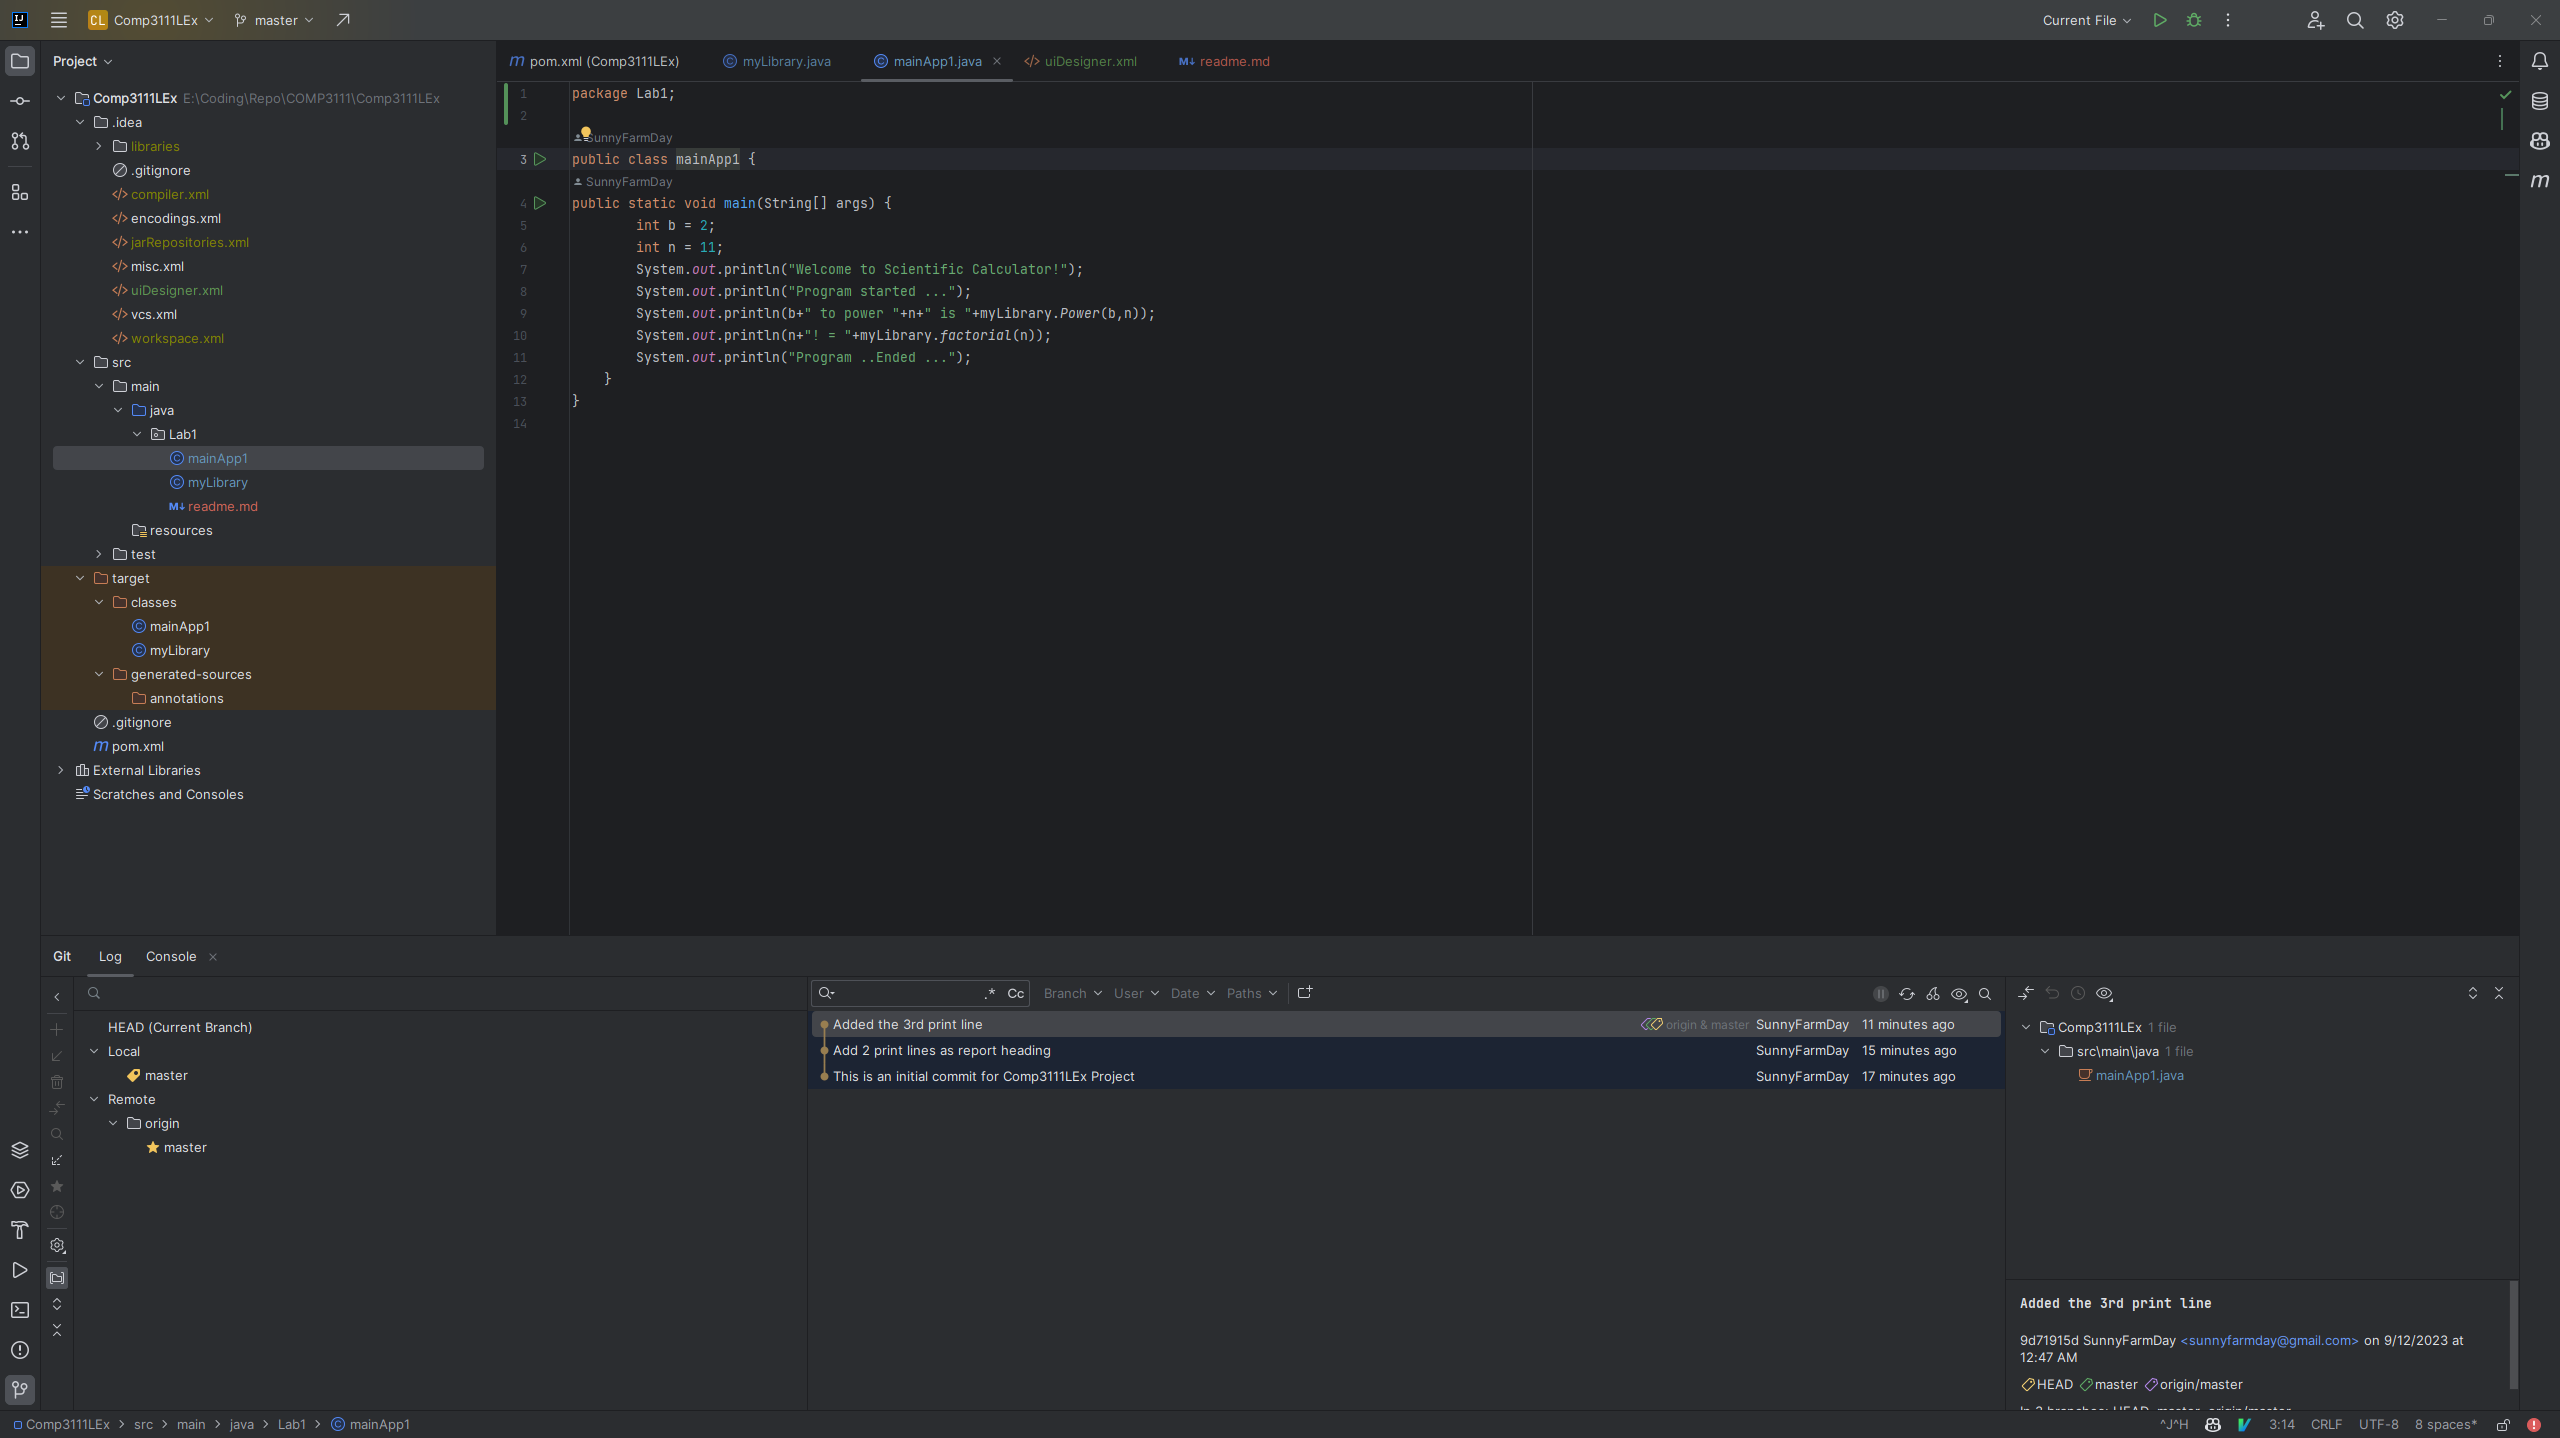 CL Comp3111LEx master Current File
Project
Comp3111LEx E:\Coding\Repo\COMP3111\Comp3111LEx
.idea
libraries
.gitignore
compiler.xml
encodings.xml
jarRepositories.xml
misc.xml
uiDesigner.xml
vcs.xml
workspace.xml
src
main
java
Lab1
mainApp1
myLibrary
readme.md
resources
test
target
classes
mainApp1
myLibrary
generated-sources
annotations
.gitignore
pom.xml
External Libraries
Scratches and Consoles
pom.xml (Comp3111LEx) myLibrary.java mainApp1.java uiDesigner.xml readme.md
1 package Lab1;
2
SunnyFarmDay
3 public class mainApp1 {
SunnyFarmDay
4 public static void main(String[] args) {
5 int b = 2;
6 int n = 11;
7 System.out.println("Welcome to Scientific Calculator!");
8 System.out.println("Program started ...");
9 System.out.println(b+" to power "+n+" is "+myLibrary.Power(b,n));
10 System.out.println(n+"! = "+myLibrary.factorial(n));
11 System.out.println("Program ..Ended ...");
12 }
13 }
14
Git Log Console
HEAD (Current Branch)
Local
master
Remote
origin
master
.* Cc Branch User Date Paths
Added the 3rd print line origin & master SunnyFarmDay 11 minutes ago
Add 2 print lines as report heading SunnyFarmDay 15 minutes ago
This is an initial commit for Comp3111LEx Project SunnyFarmDay 17 minutes ago
Comp3111LEx 1 file
src\main\java 1 file
mainApp1.java
Added the 3rd print line
9d71915d SunnyFarmDay <sunnyfarmday@gmail.com> on 9/12/2023 at
12:47 AM
HEAD master origin/master
In 3 branches: HEAD, master, origin/master
Comp3111LEx > src > main > java > Lab1 > mainApp1 ^J^H 3:14 CRLF UTF-8 8 spaces*